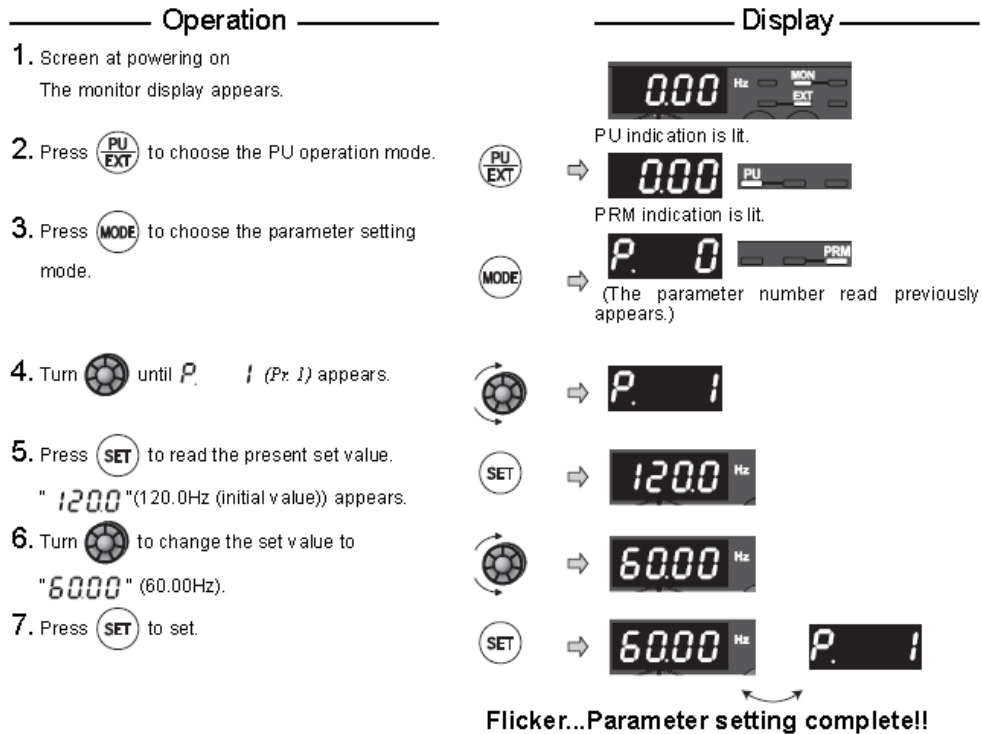 Operation
1. Screen at powering on
The monitor display appears.
2. Press PU/EXT to choose the PU operation mode.
3. Press MODE to choose the parameter setting
mode.
4. Turn until P. 1 (Pr. 1) appears.
5. Press SET to read the present set value.
" 120.0 "(120.0Hz (initial value)) appears.
6. Turn to change the set value to
"60.00" (60.00Hz).
7. Press SET to set.
Display
0.00 Hz MON
EXT
PU indication is lit.
PU
EXT
0.00 PU
PRM indication is lit.
MODE
P. 0 PRM
(The parameter number read previously
appears.)
P. 1
SET
120.0 Hz
60.00 Hz
SET
60.00 Hz P. 1
Flicker...Parameter setting complete!!